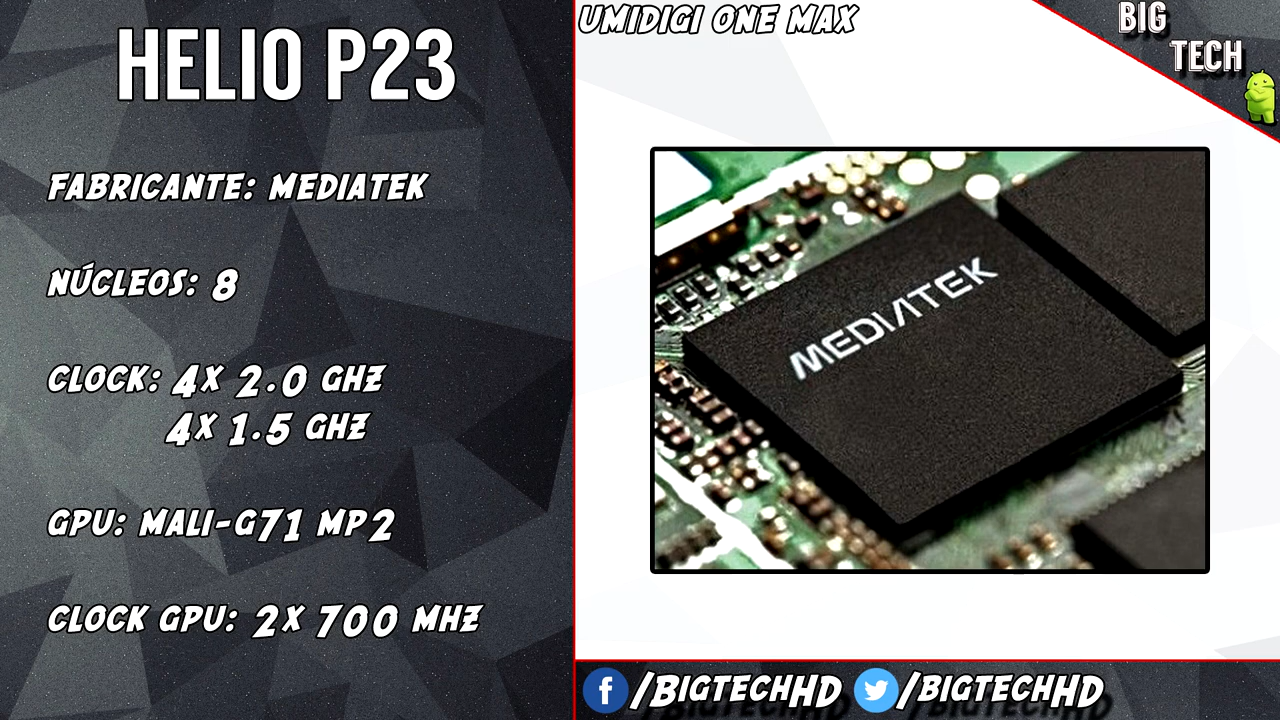 HELIO P23
FABRICANTE: MEDIATEK
NÚCLEOS: 8
CLOCK: 4X 2.0 GHZ
4X 1.5 GHZ
GPU: MALI-G71 MP2
CLOCK GPU: 2X 700 MHZ
UMIDIGI ONE MAX
BIG
TECH
MEDIATEK
f /BIGTECHHD /BIGTECHHD